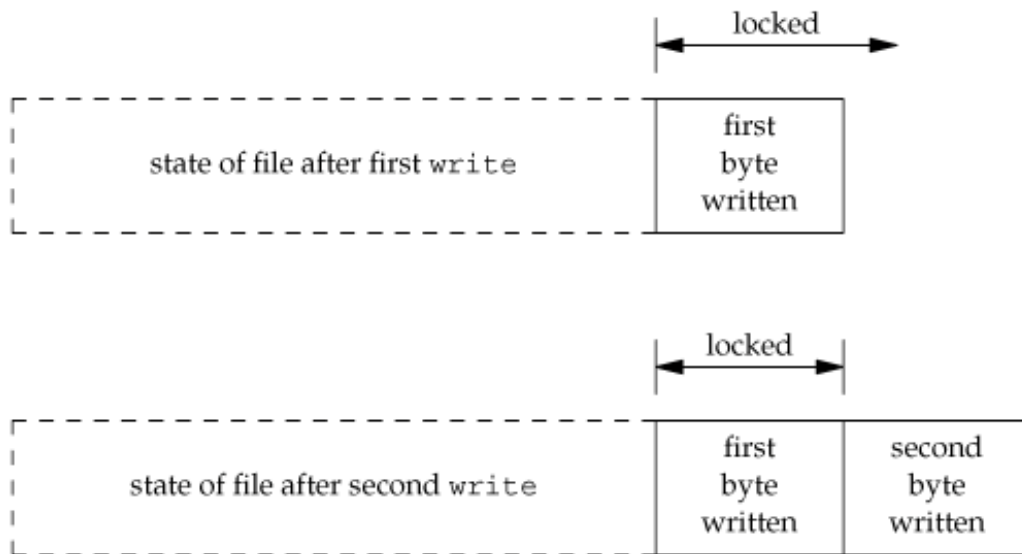 locked
state of file after first write
first
byte
written
locked
state of file after second write
first
byte
written
second
byte
written